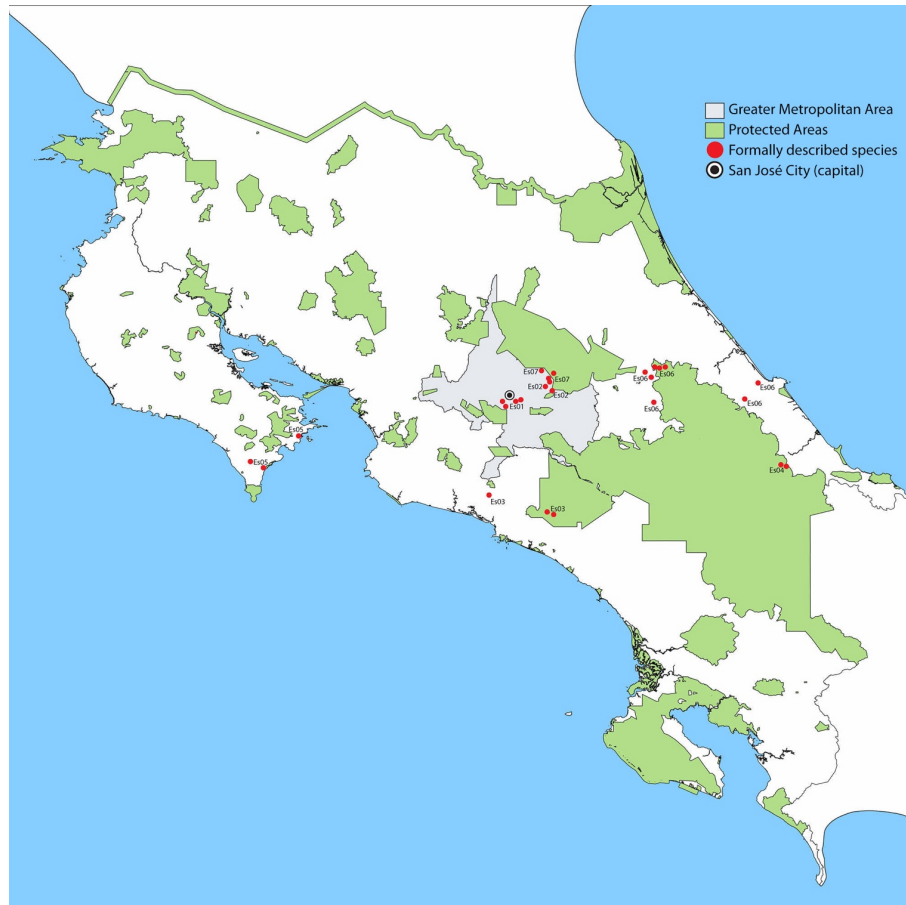 Greater Metropolitan Area
Protected Areas
Formally described species
San José City (capital)
Es07
Es07
Es06
Es06
Es02
Es02
Es06
Es01
Es06
Es05
Es05
Es04
Es03
Es03